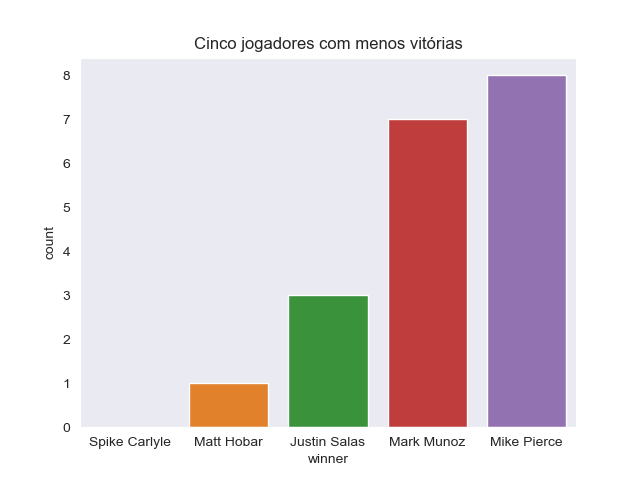 Cinco jogadores com menos vitórias
count
8
7
6
5
4
3
2
1
0
Spike Carlyle Matt Hobar Justin Salas Mark Munoz Mike Pierce
winner